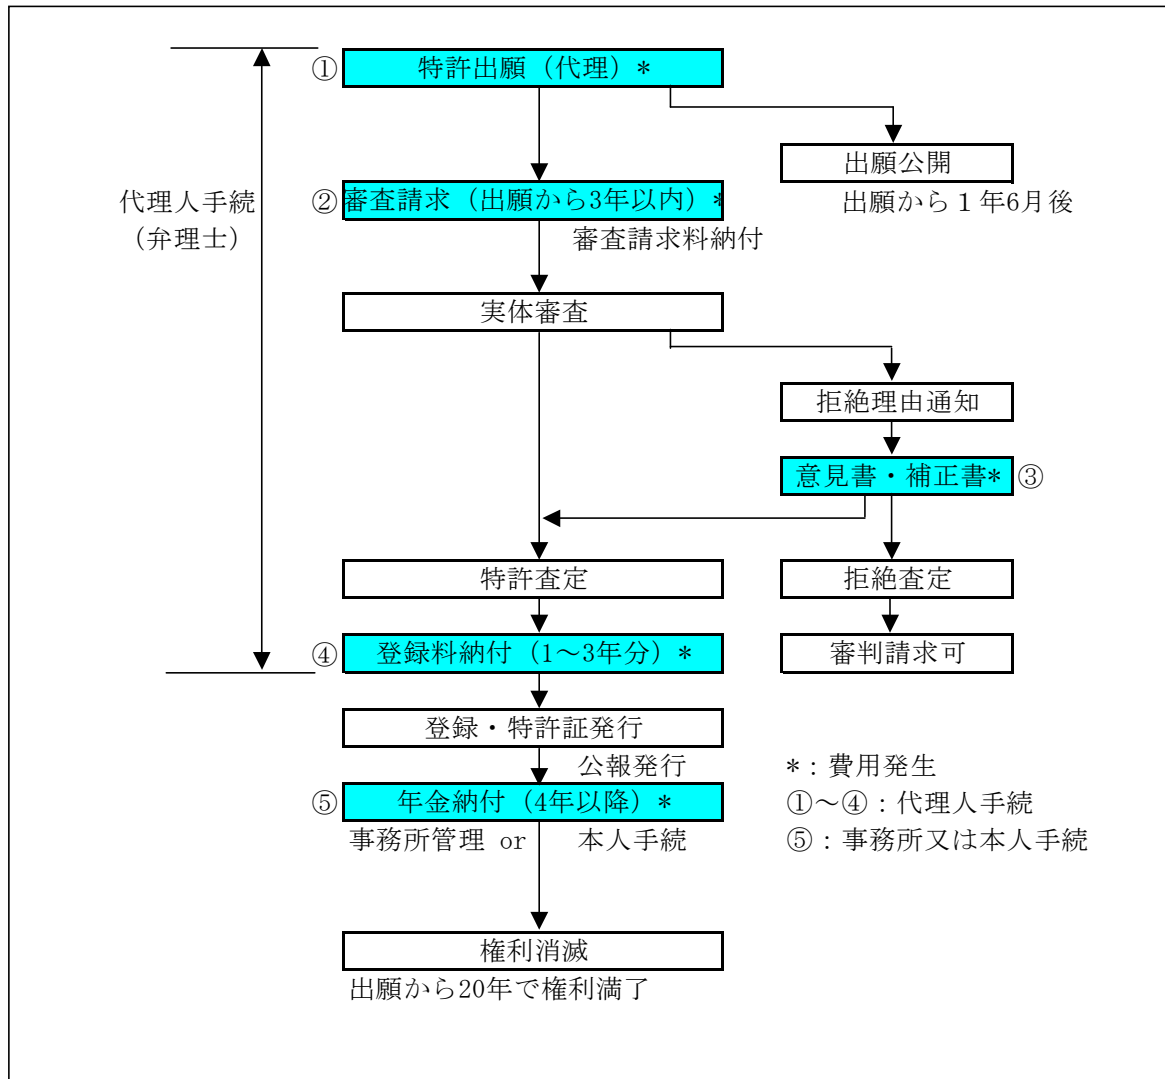 ① 特許出願（代理）*
出願公開
出願から１年6月後
代理人手続
（弁理士）
② 審査請求（出願から3年以内）*
審査請求料納付
実体審査
拒絶理由通知
意見書・補正書* ③
特許査定
拒絶査定
④ 登録料納付（1～3年分）*
審判請求可
登録・特許証発行
公報発行
⑤ 年金納付（4年以降）*
事務所管理 or 本人手続
*：費用発生
①～④：代理人手続
⑤：事務所又は本人手続
権利消滅
出願から20年で権利満了